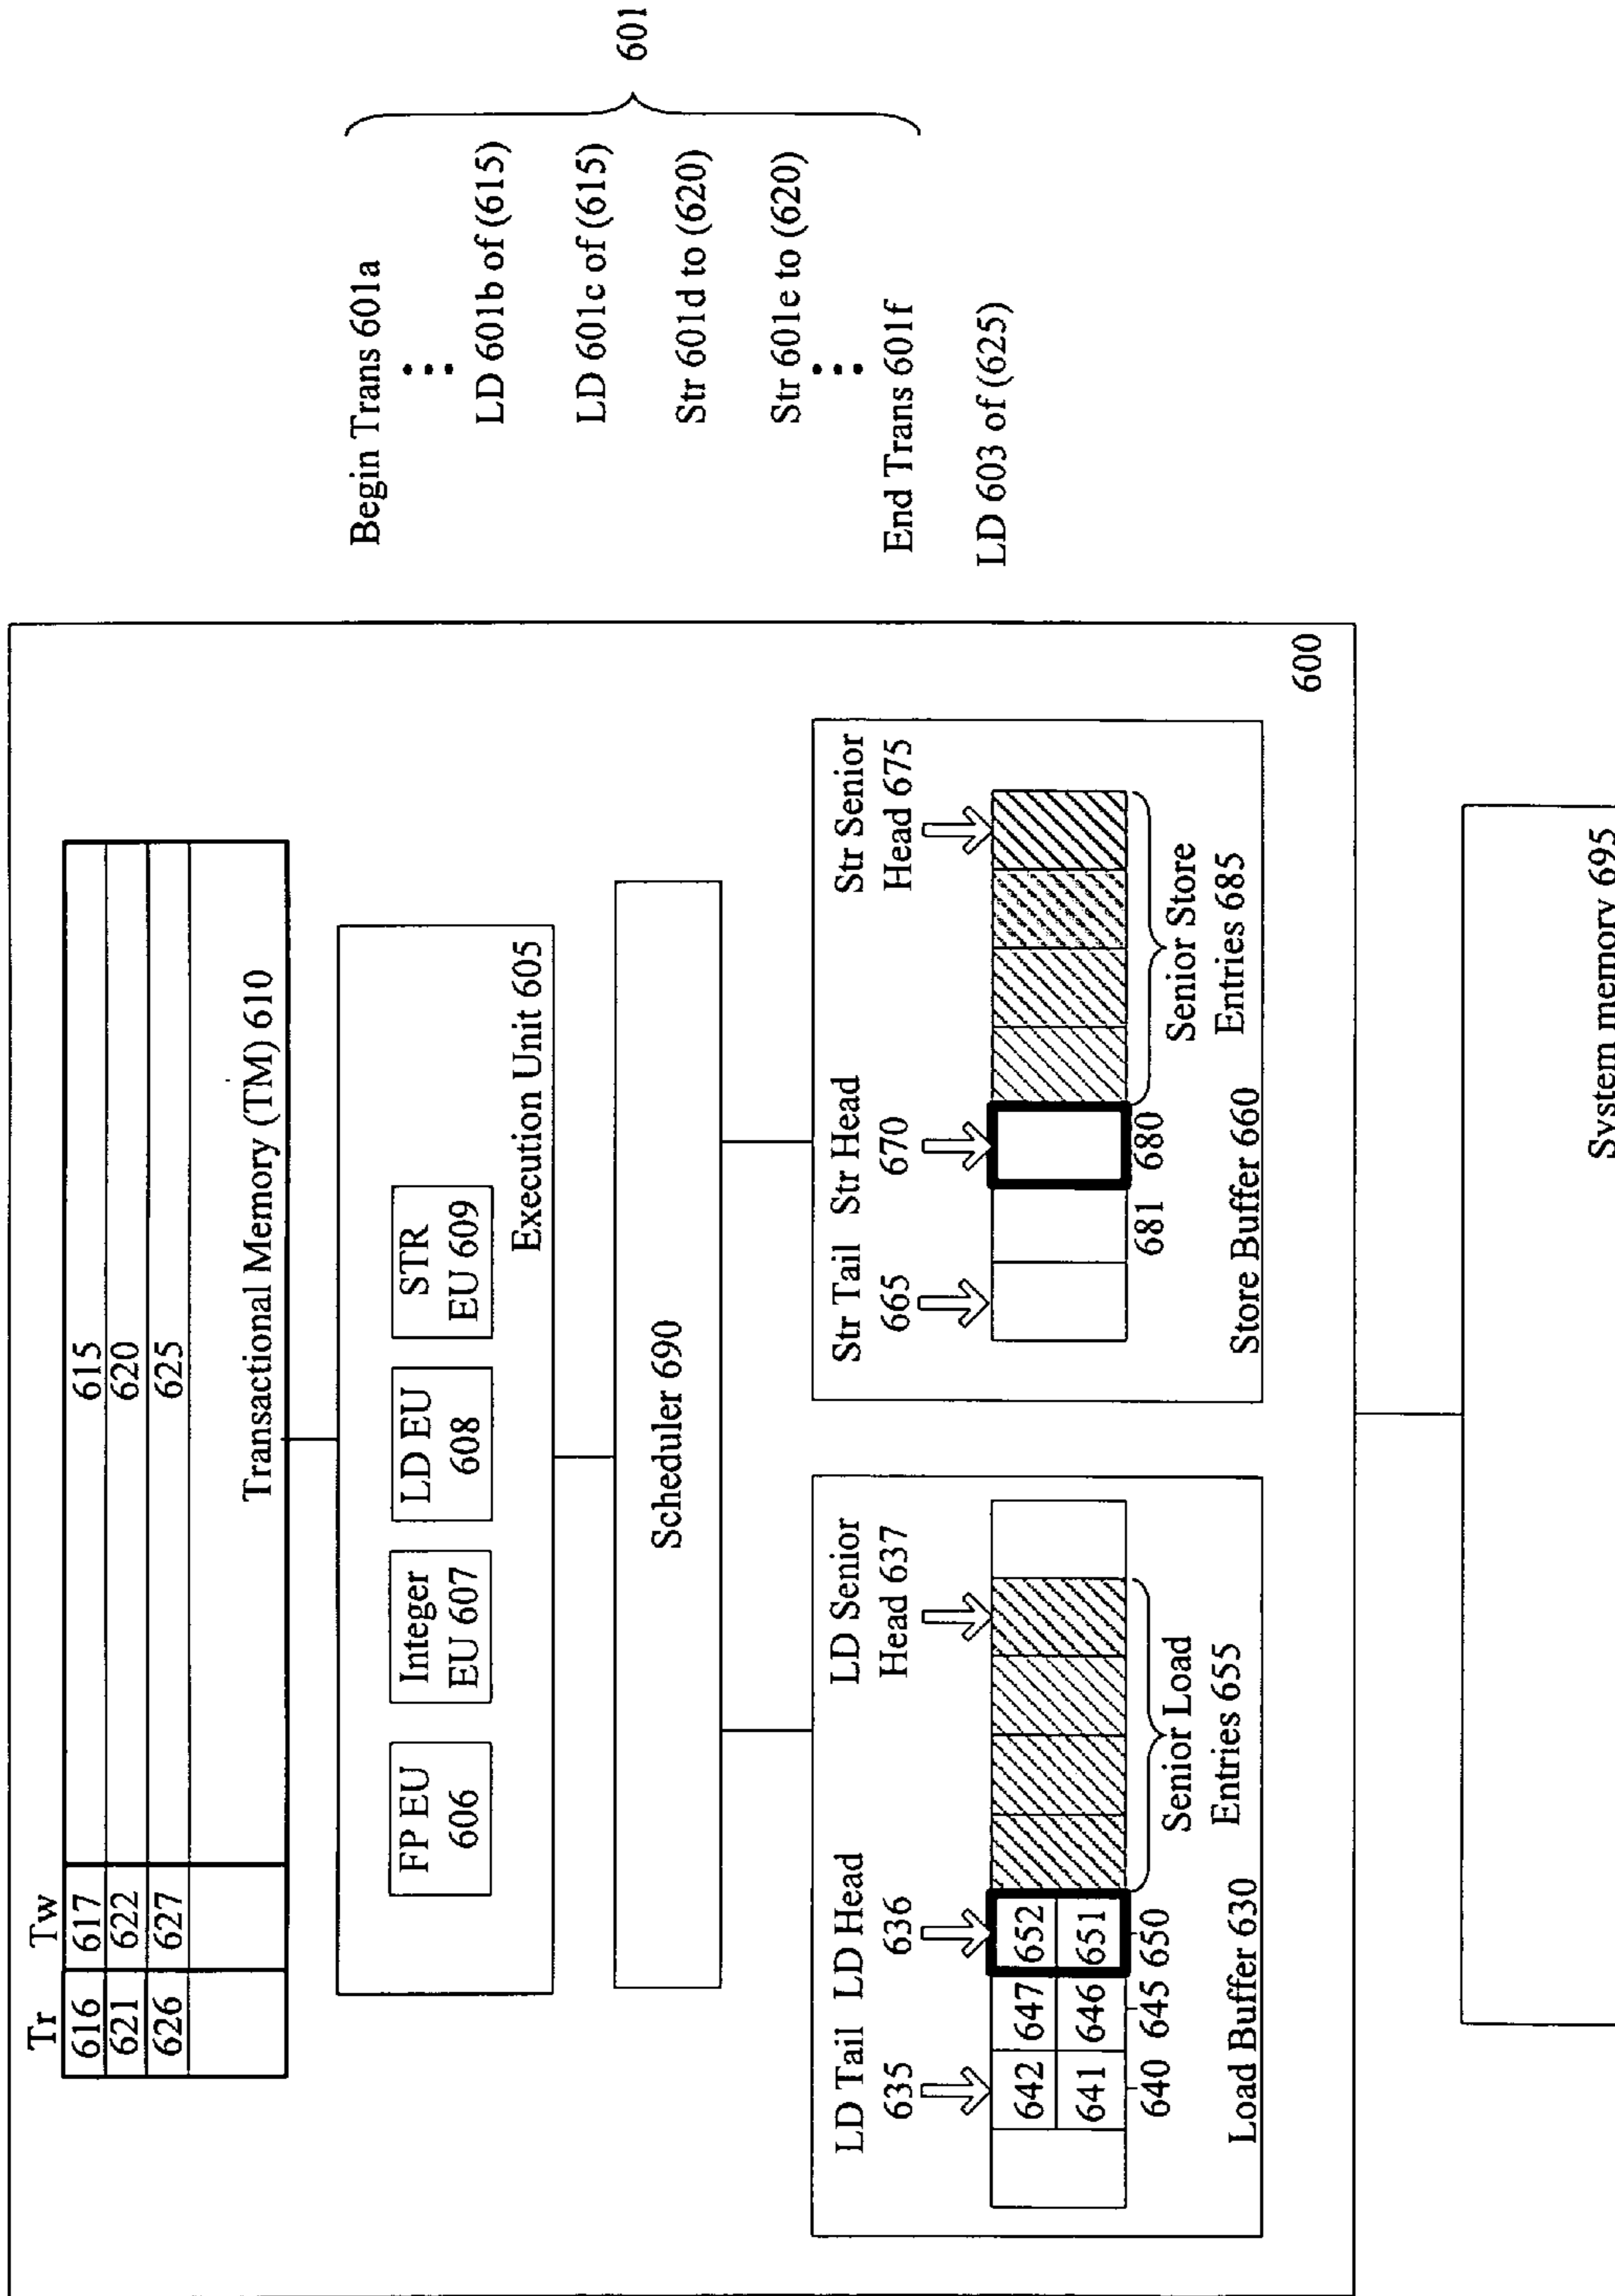 Tr Tw
616 617 615
621 622 620
626 627 625
Transactional Memory (TM) 610
FP EU
606
Integer
EU 607
LD EU
608
STR
EU 609
Execution Unit 605
Scheduler 690
LD Tail LD Head
635 636
LD Senior
Head 637
642 647 652
641 646 651
640 645 650
Senior Load
Entries 655
Load Buffer 630
Str Tail Str Head
665 670
Str Senior
Head 675
681 680
Senior Store
Entries 685
Store Buffer 660
600
System memory 695
Begin Trans 601a
LD 601b of (615)
LD 601c of (615)
Str 601d to (620)
Str 601e to (620)
End Trans 601f
LD 603 of (625)
601